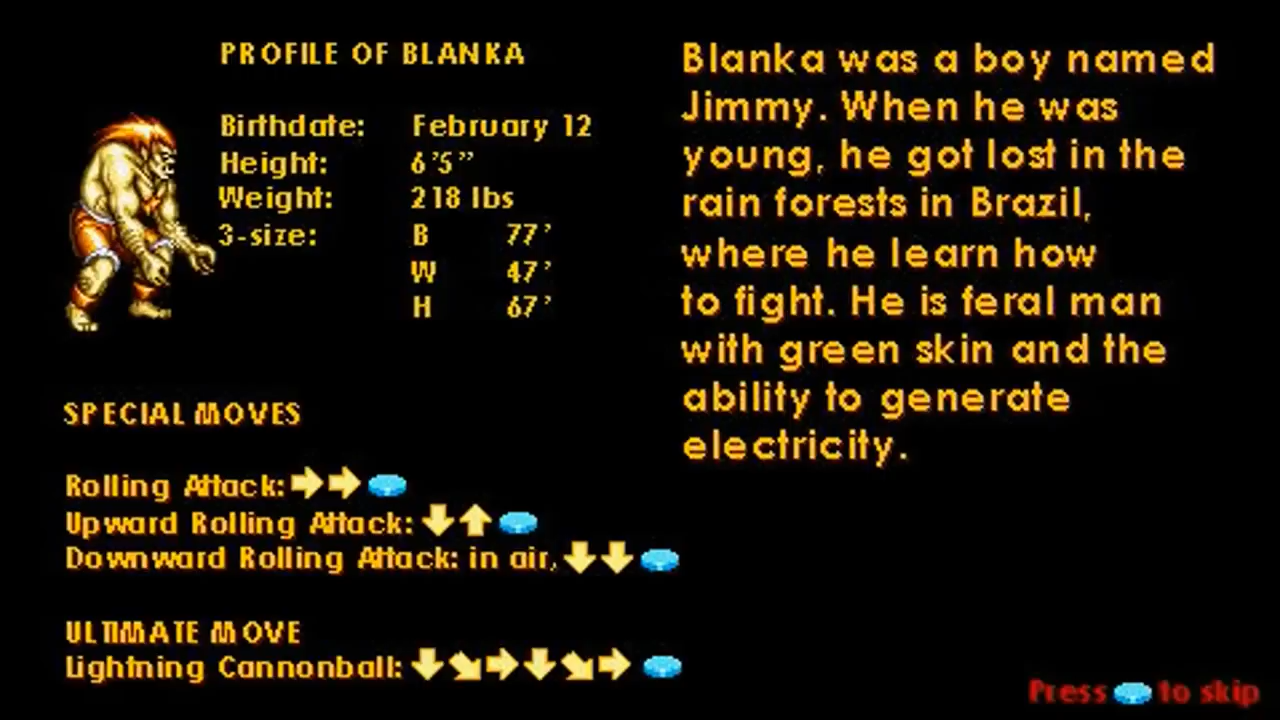 PROFILE OF BLANKA
Birthdate: February 12
Height: 6'5"
Weight: 218 lbs
3-size: B 77'
W 47'
H 67'
SPECIAL MOVES
Rolling Attack:
Upward Rolling Attack:
Downward Rolling Attack: in air,
ULTIMATE MOVE
Lightning Cannonball:
Blanka was a boy named
Jimmy. When he was
young, he got lost in the
rain forests in Brazil,
where he learn how
to fight. He is feral man
with green skin and the
ability to generate
electricity.
Press to skip